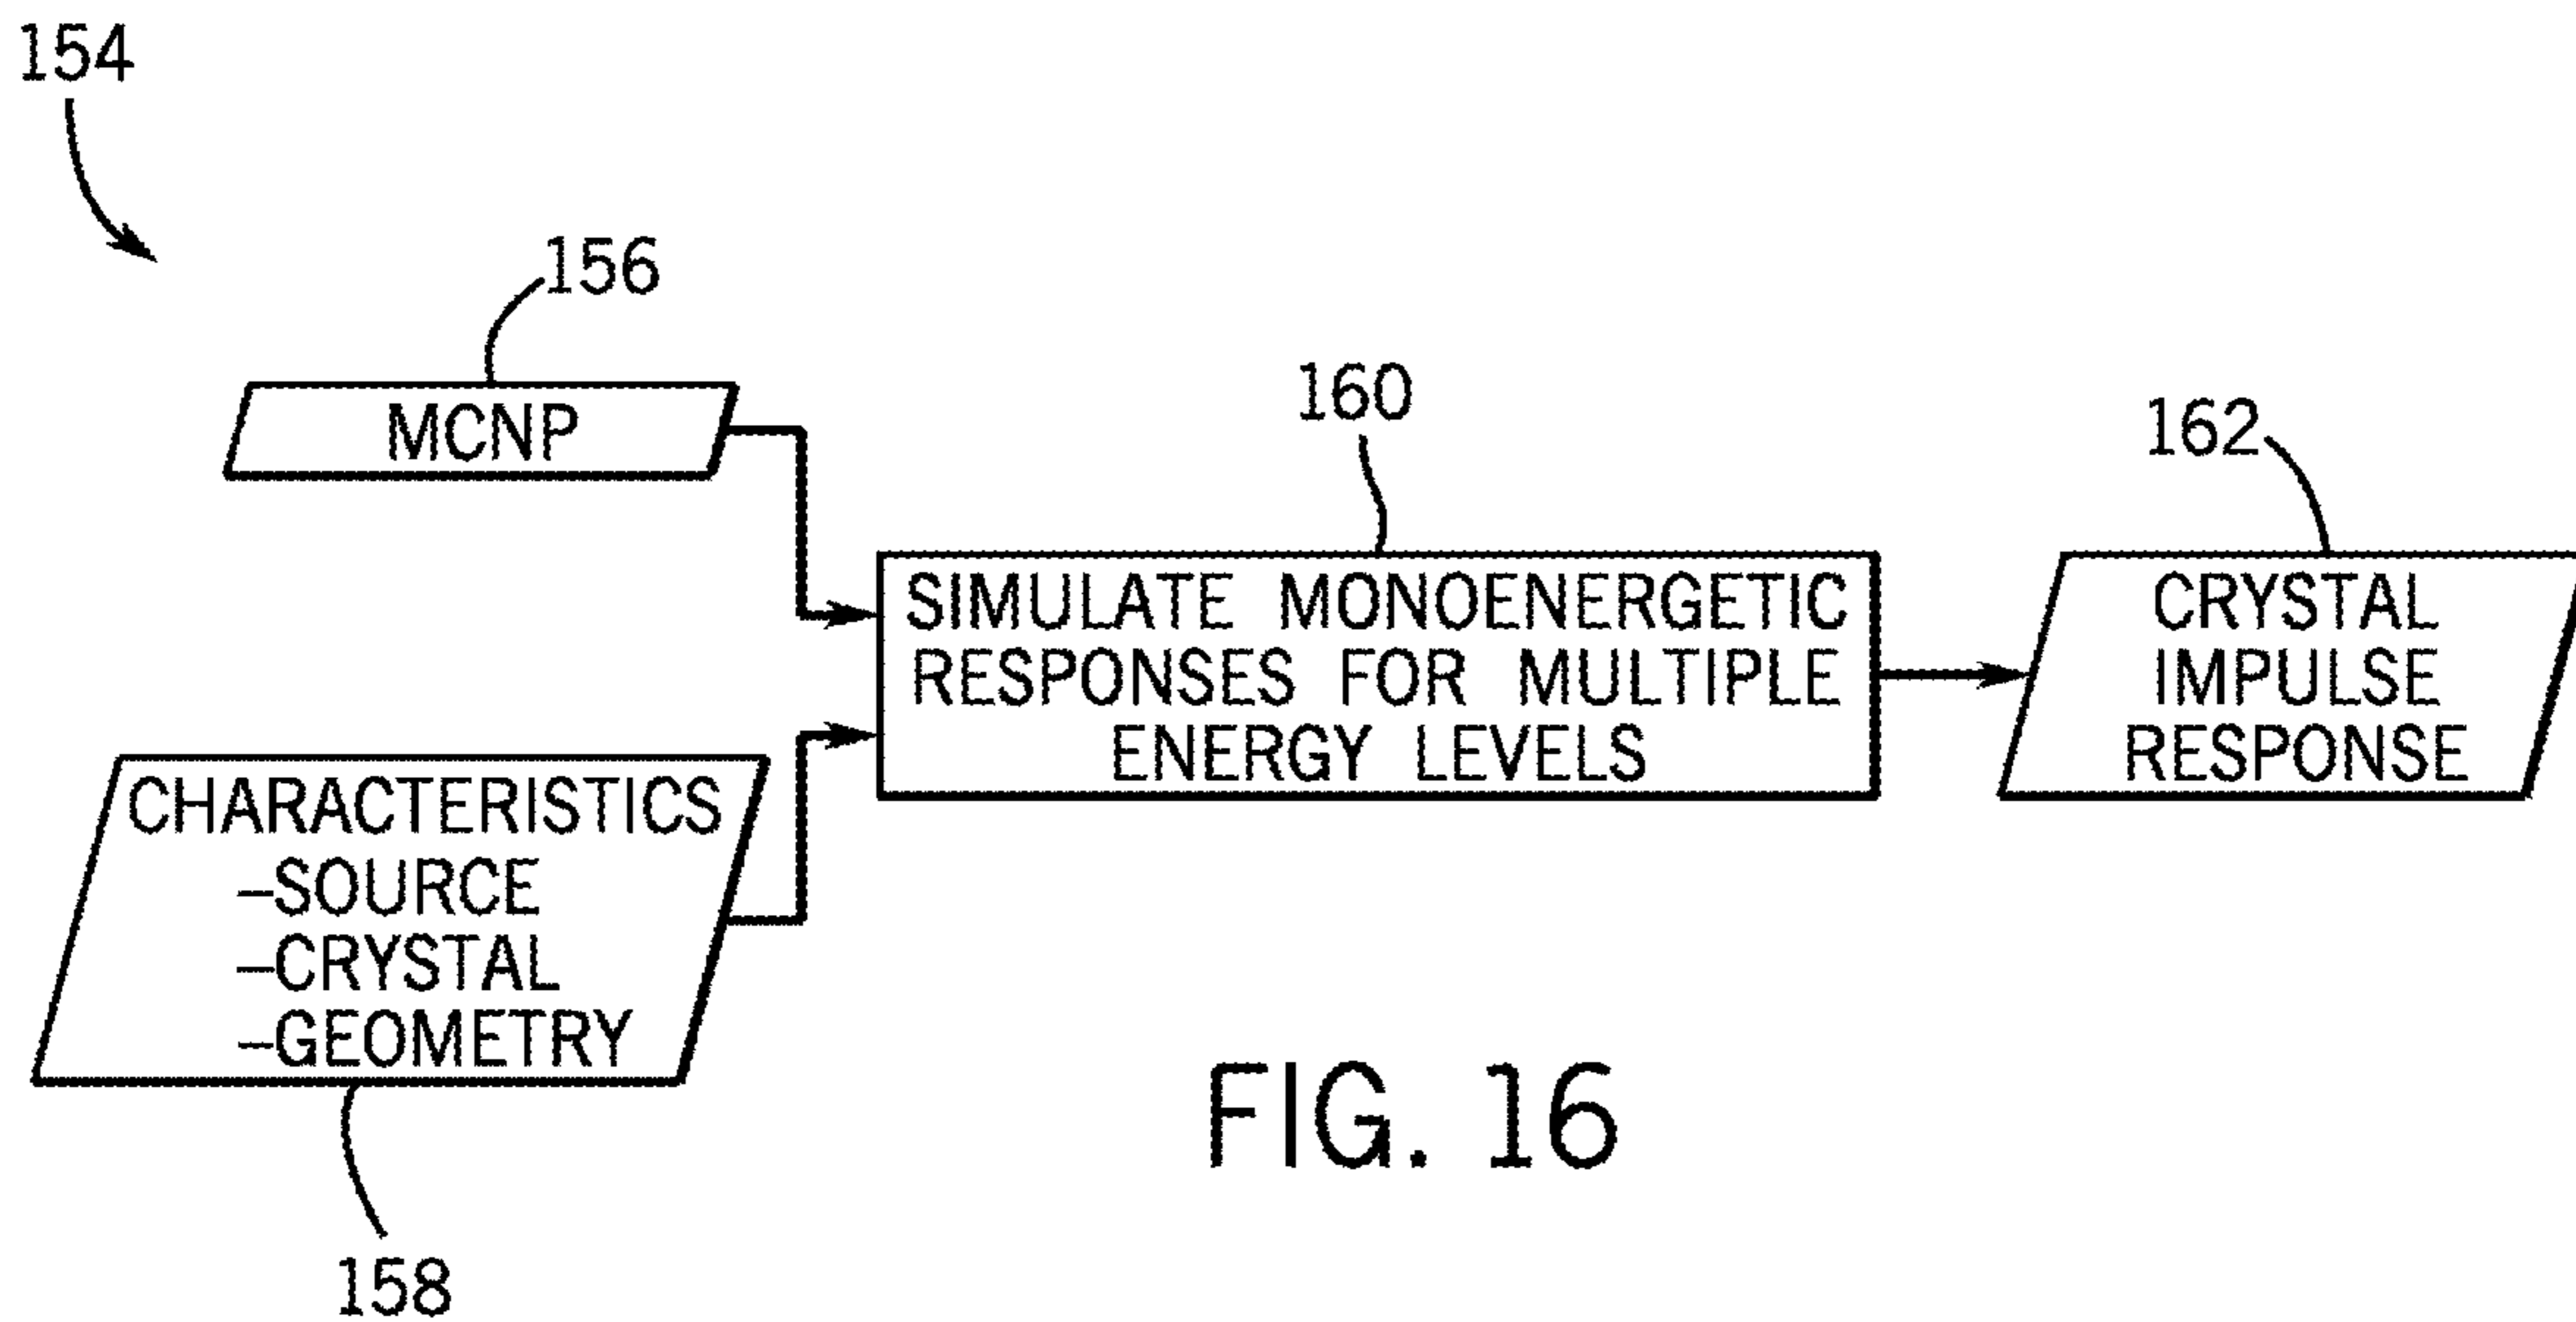 154
156
MCNP
160
162
SIMULATE MONOENERGETIC
RESPONSES FOR MULTIPLE
ENERGY LEVELS
CRYSTAL
IMPULSE
RESPONSE
CHARACTERISTICS
–SOURCE
–CRYSTAL
–GEOMETRY
158
FIG. 16